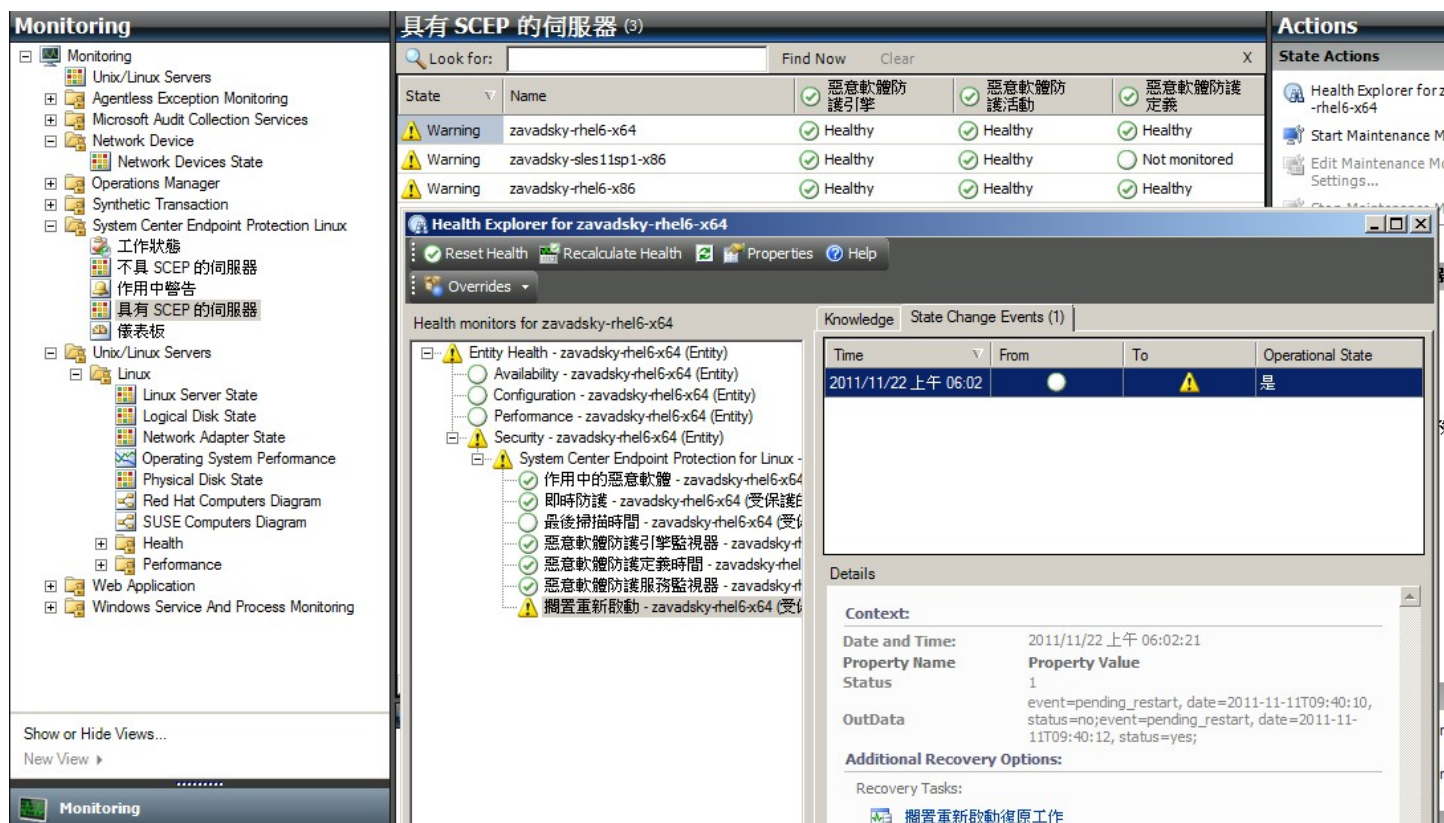 Monitoring
Monitoring
Unix/Linux Servers
Agentless Exception Monitoring
Microsoft Audit Collection Services
Network Device
Network Devices State
Operations Manager
Synthetic Transaction
System Center Endpoint Protection Linux
工作狀態
不具 SCEP 的伺服器
作用中警告
具有 SCEP 的伺服器
儀表板
Unix/Linux Servers
Linux
Linux Server State
Logical Disk State
Network Adapter State
Operating System Performance
Physical Disk State
Red Hat Computers Diagram
SUSE Computers Diagram
Health
Performance
Web Application
Windows Service And Process Monitoring
Show or Hide Views...
New View
Monitoring
具有 SCEP 的伺服器 (3)
Look for: Find Now Clear X
State Name 惡意軟體防護引擎 惡意軟體防護活動 惡意軟體防護定義
Warning zavadsky-rhel6-x64 Healthy Healthy Healthy
Warning zavadsky-sles11sp1-x86 Healthy Healthy Not monitored
Warning zavadsky-rhel6-x86 Healthy Healthy Healthy
Actions
State Actions
Health Explorer for z
-rhel6-x64
Start Maintenance M
Edit Maintenance Mo
Settings...
Health Explorer for zavadsky-rhel6-x64
Reset Health Recalculate Health Properties Help
Overrides
Health monitors for zavadsky-rhel6-x64
Entity Health - zavadsky-rhel6-x64 (Entity)
Availability - zavadsky-rhel6-x64 (Entity)
Configuration - zavadsky-rhel6-x64 (Entity)
Performance - zavadsky-rhel6-x64 (Entity)
Security - zavadsky-rhel6-x64 (Entity)
System Center Endpoint Protection for Linux -
作用中的惡意軟體 - zavadsky-rhel6-x64
即時防護 - zavadsky-rhel6-x64 (受保護的
最後掃描時間 - zavadsky-rhel6-x64 (受保
惡意軟體防護引擎監視器 - zavadsky-rh
惡意軟體防護定義時間 - zavadsky-rhel
惡意軟體防護服務監視器 - zavadsky-rh
擱置重新啟動 - zavadsky-rhel6-x64 (受保
Knowledge State Change Events (1)
Time From To Operational State
2011/11/22 上午 06:02 是
Details
Context:
Date and Time: 2011/11/22 上午 06:02:21
Property Name Property Value
Status 1
OutData event=pending_restart, date=2011-11-11T09:40:10,
status=no;event=pending_restart, date=2011-11-
11T09:40:12, status=yes;
Additional Recovery Options:
Recovery Tasks:
擱置重新啟動復原工作